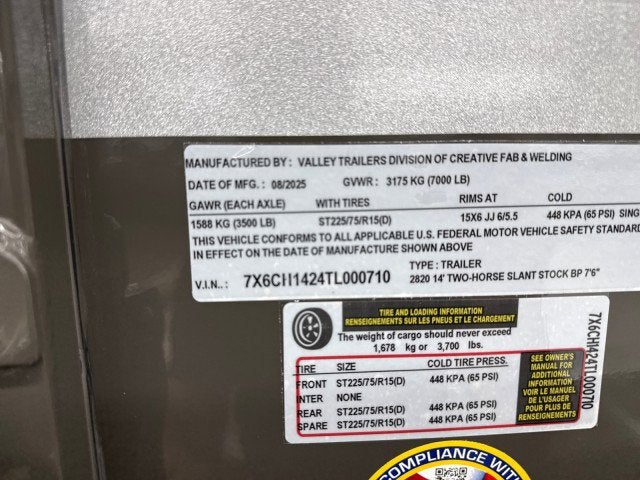 MANUFACTURED BY: VALLEY TRAILERS DIVISION OF CREATIVE FAB & WELDING
DATE OF MFG.: 08/2025 GVWR: 3175 KG (7000 LB)
GAWR (EACH AXLE) WITH TIRES RIMS AT COLD
1588 KG (3500 LB) ST225/75/R15(D) 15X6 JJ 6/5.5 448 KPA (65 PSI) SING
THIS VEHICLE CONFORMS TO ALL APPLICABLE U.S. FEDERAL MOTOR VEHICLE SAFETY STANDARD
IN EFFECT ON THE DATE OF MANUFACTURE SHOWN ABOVE
V.I.N.: 7X6CH1424TL000710
TYPE: TRAILER
2820 14' TWO-HORSE SLANT STOCK BP 7'6"
TIRE AND LOADING INFORMATION
RENSEIGNEMENTS SUR LES PNEUS ET LE CHARGEMENT
The weight of cargo should never exceed
1,678 kg or 3,700 lbs.
TIRE SIZE COLD TIRE PRESS.
FRONT ST225/75/R15(D) 448 KPA (65 PSI)
INTER NONE
REAR ST225/75/R15(D) 448 KPA (65 PSI)
SPARE ST225/75/R15(D) 448 KPA (65 PSI)
SEE OWNER'S
MANUAL FOR
ADDITIONAL
INFORMATION
VOIR LE MANUEL
DE L'USAGER
POUR PLUS DE
RENSEIGNEMENTS
7X6CH1424TL000710
COMPLIANCE WITH